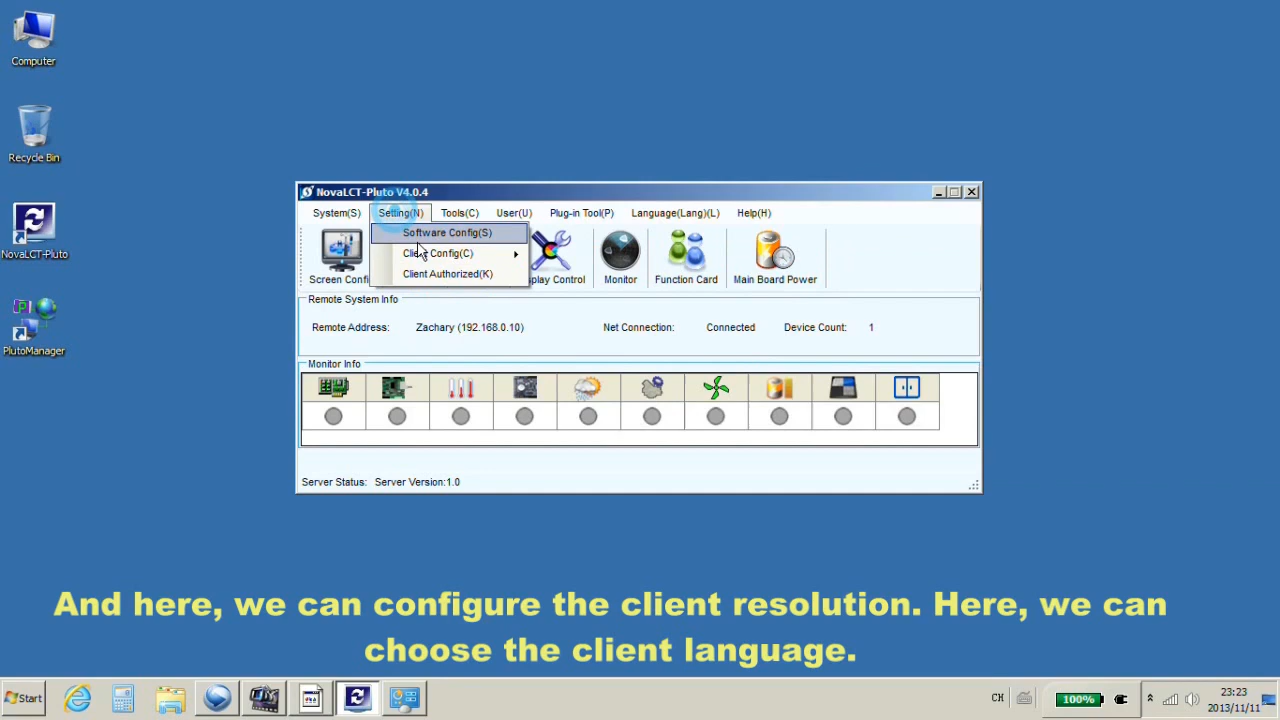 Computer
Recycle Bin
NovaLCT-Pluto
PlutoManager
NovaLCT-Pluto V4.0.4
System(S) Setting(N) Tools(C) User(U) Plug-in Tool(P) Language(Lang)(L) Help(H)
Software Config(S)
Client Config(C)
Client Authorized(K)
Screen Confi play Control Monitor Function Card Main Board Power
Remote System Info
Remote Address: Zachary (192.168.0.10) Net Connection: Connected Device Count: 1
Monitor Info
Server Status: Server Version:1.0
And here, we can configure the client resolution. Here, we can
choose the client language.
Start
CH
100%
23:23
2013/11/11